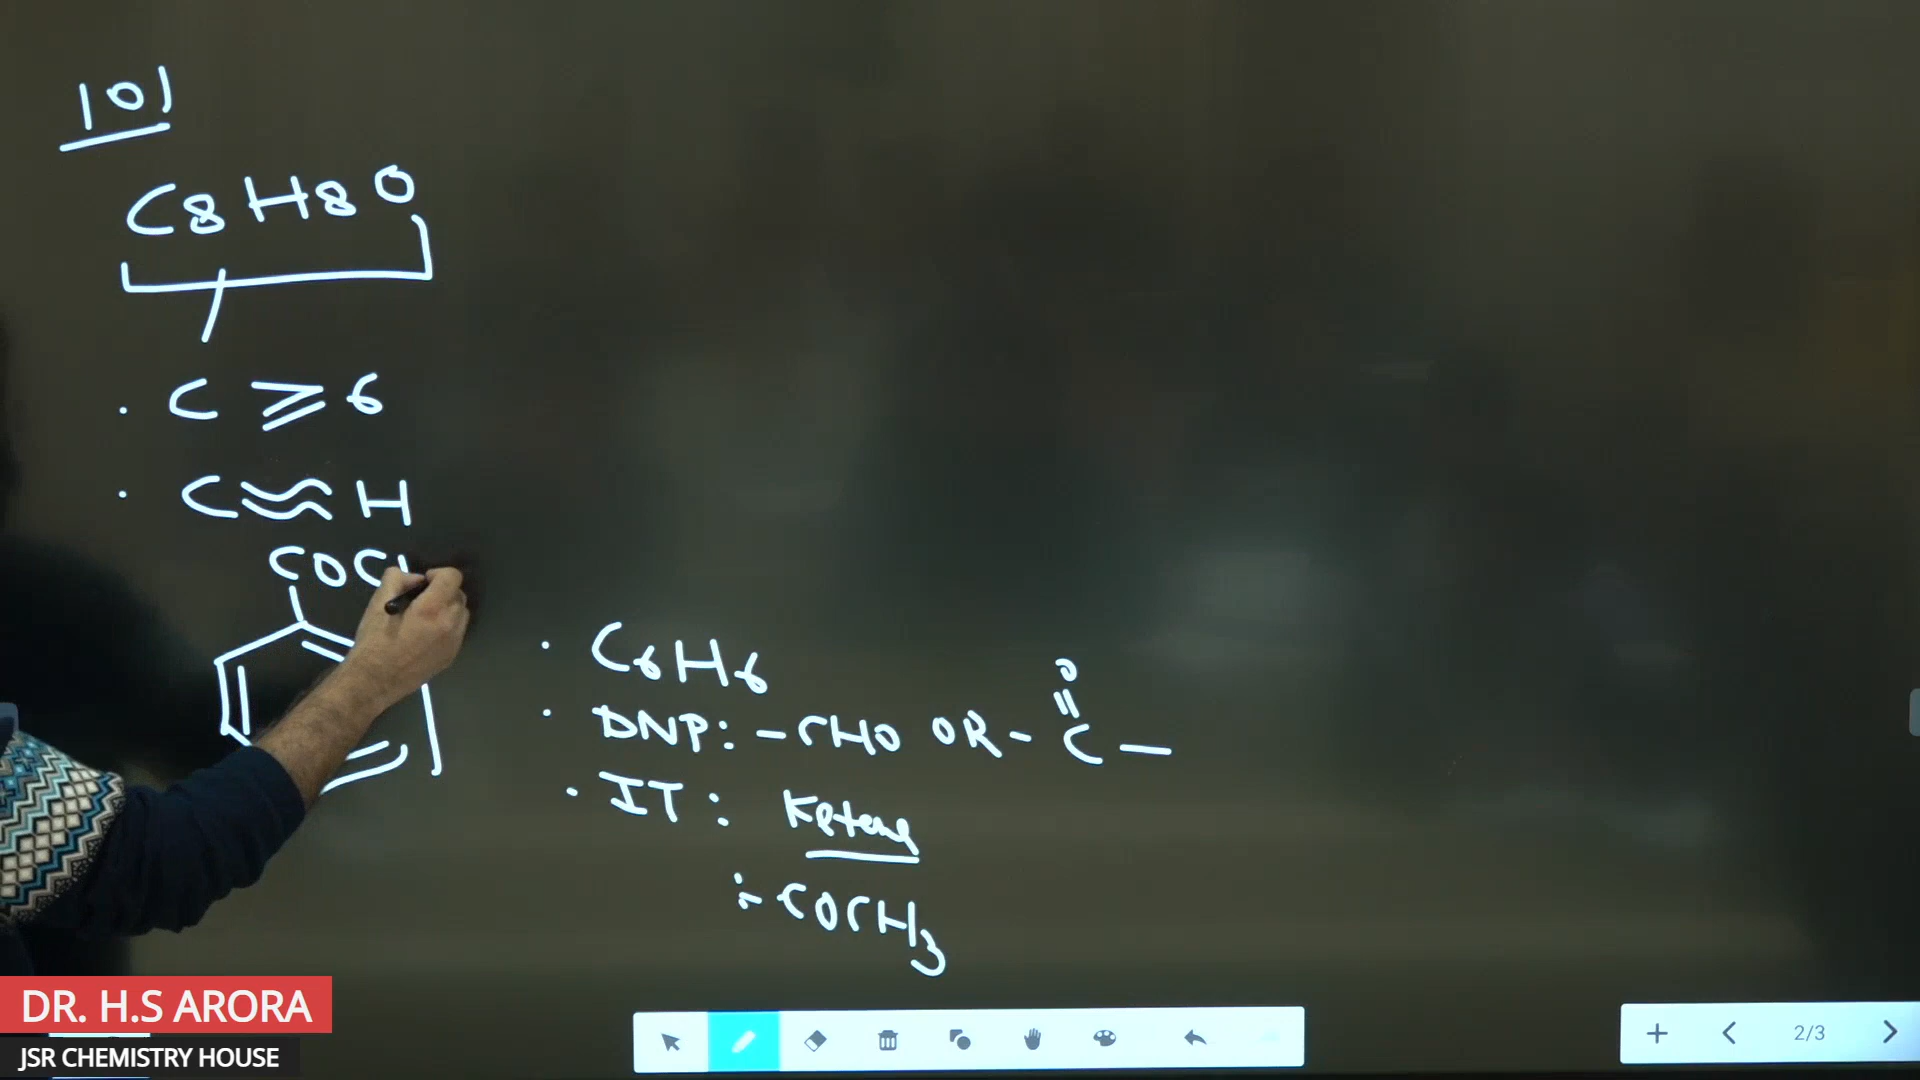 101
C8H8O
· C ≥ 6
· C ≈ H
COCH
· C6H6
· DNP: -CHO OR -C-
O
· IT: Ketone
∴ -COCH3
DR. H.S ARORA
JSR CHEMISTRY HOUSE
2/3